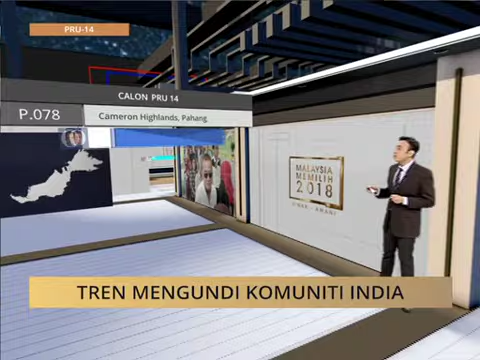 PRU-14
CALON PRU 14
P.078
Cameron Highlands, Pahang
MALAYSIA
MEMILIH
2018
TREN MENGUNDI KOMUNITI INDIA